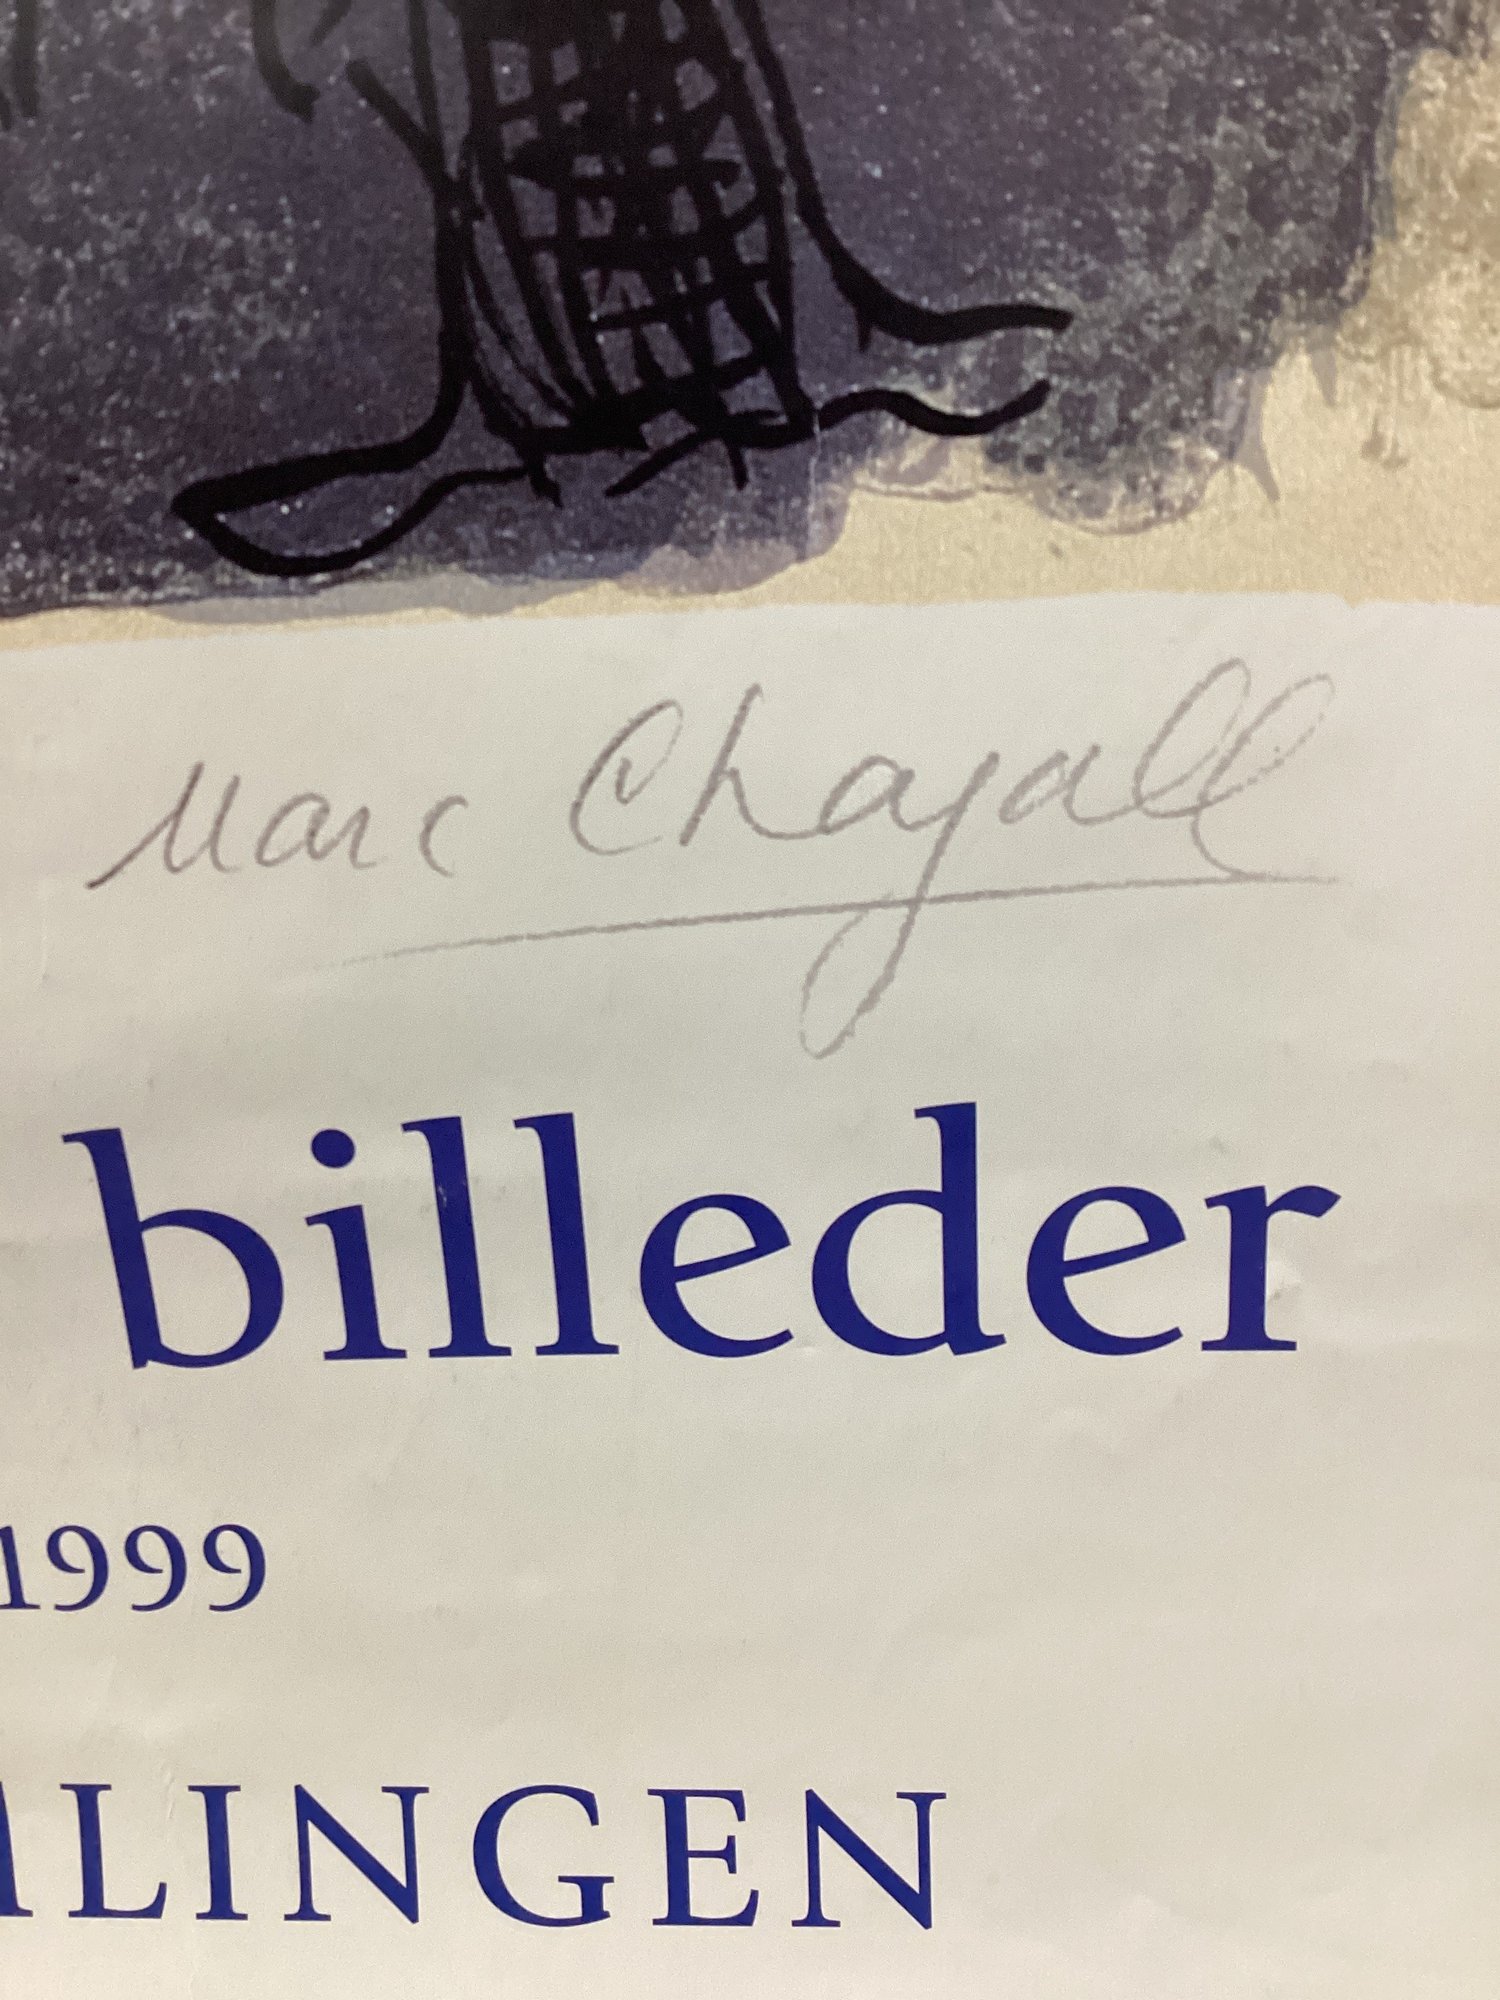 Marc Chagall
billeder
1999
LINGEN